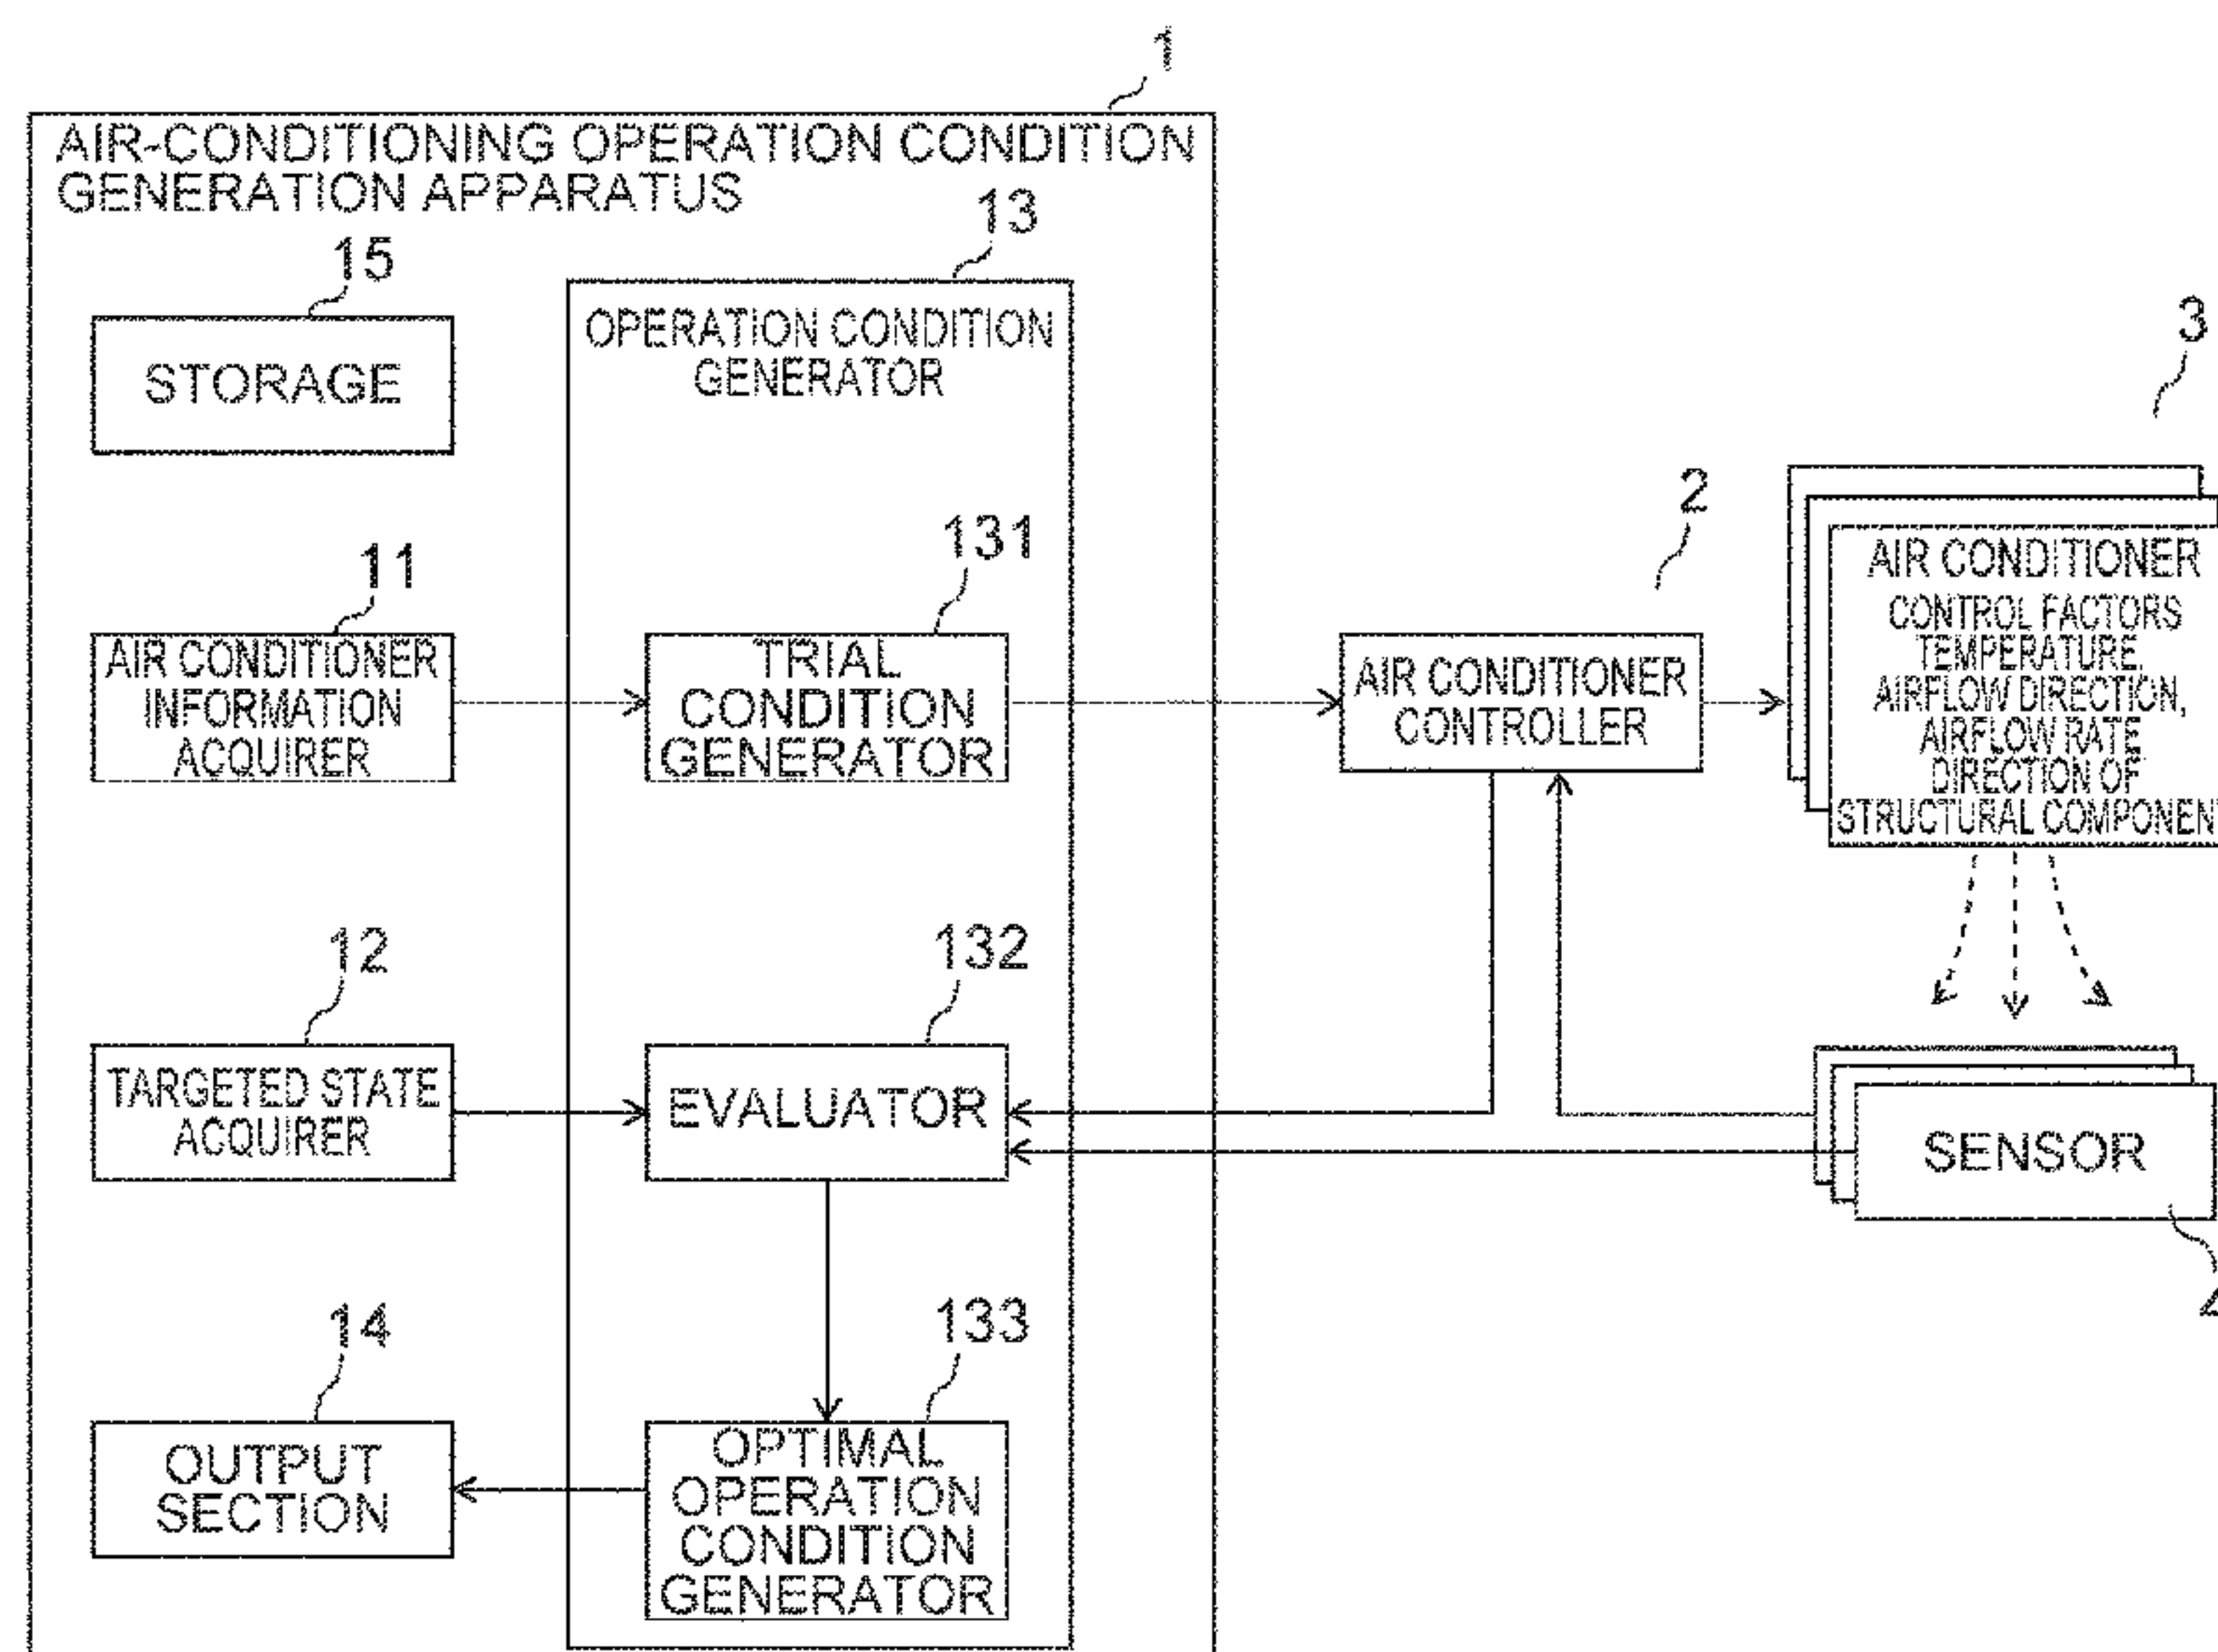 1
AIR-CONDITIONING OPERATION CONDITION
GENERATION APPARATUS
15
STORAGE
13
OPERATION CONDITION
GENERATOR
11
AIR CONDITIONER
INFORMATION
ACQUIRER
131
TRIAL
CONDITION
GENERATOR
2
AIR CONDITIONER
CONTROLLER
3
AIR CONDITIONER
CONTROL FACTORS
TEMPERATURE,
AIRFLOW DIRECTION,
AIRFLOW RATE
DIRECTION OF
STRUCTURAL COMPONENT
12
TARGETED STATE
ACQUIRER
132
EVALUATOR
SENSOR
14
OUTPUT
SECTION
133
OPTIMAL
OPERATION
CONDITION
GENERATOR